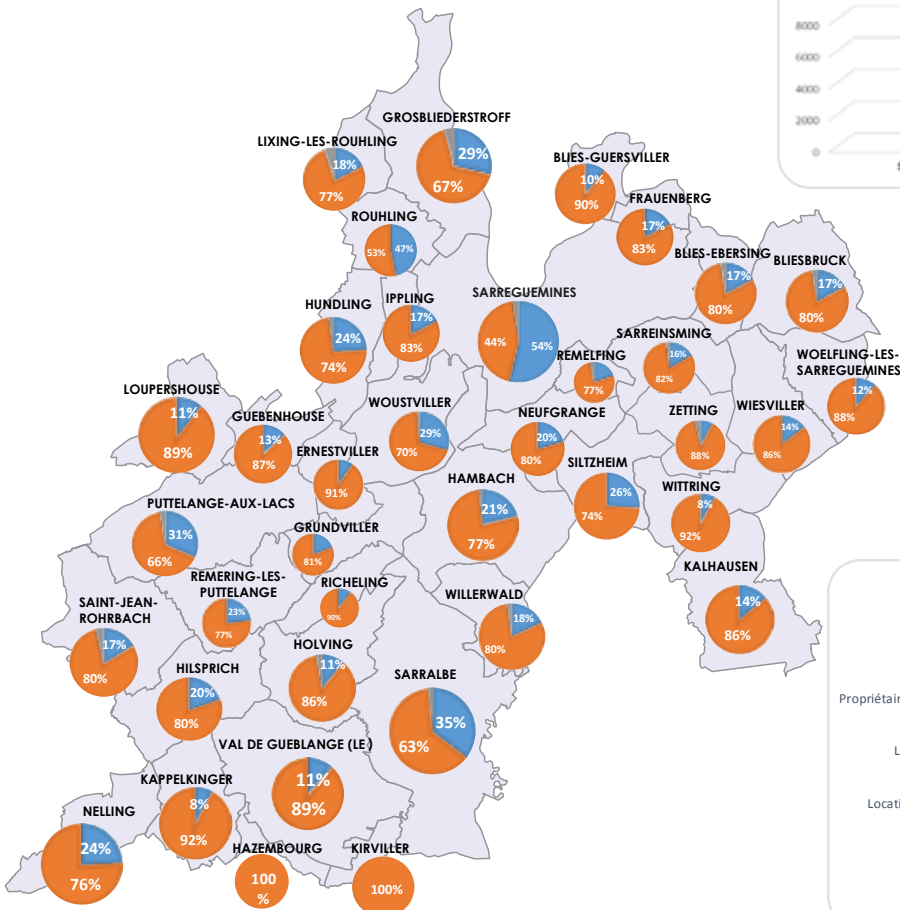 8000
6000
4000
2000
0
GROSBLIEDERSTROFF
29%
67%
LIXING-LES-ROUHLING
18%
77%
BLIES-GUERSVILLER
10%
90%
FRAUENBERG
17%
83%
ROUHLING
53%
47%
BLIES-EBERSING
17%
80%
BLIESBRUCK
17%
80%
HUNDLING
24%
74%
IPPLING
17%
83%
SARREGUEMINES
44%
54%
REMELFING
77%
SARREINSMING
16%
82%
WOELFLING-LES-
SARREGUEMINES
12%
88%
LOUPERSHOUSE
11%
89%
GUEBENHOUSE
13%
87%
WOUSTVILLER
29%
70%
NEUFGRANGE
20%
80%
ZETTING
88%
WIESVILLER
14%
86%
ERNESTVILLER
91%
SILTZHEIM
26%
74%
HAMBACH
21%
77%
WITTRING
8%
92%
PUTTELANGE-AUX-LACS
31%
66%
GRUNDVILLER
81%
KALHAUSEN
14%
86%
REMERING-LES-
PUTTELANGE
23%
77%
RICHELING
90%
WILLERWALD
18%
80%
SAINT-JEAN-
ROHRBACH
17%
80%
HOLVING
11%
86%
HILSPRICH
20%
80%
SARRALBE
35%
63%
VAL DE GUEBLANGE (LE )
11%
89%
KAPPELKINGER
8%
92%
NELLING
24%
76%
HAZEMBOURG
100
%
KIRVILLER
100%
Propriétair
L
Locati